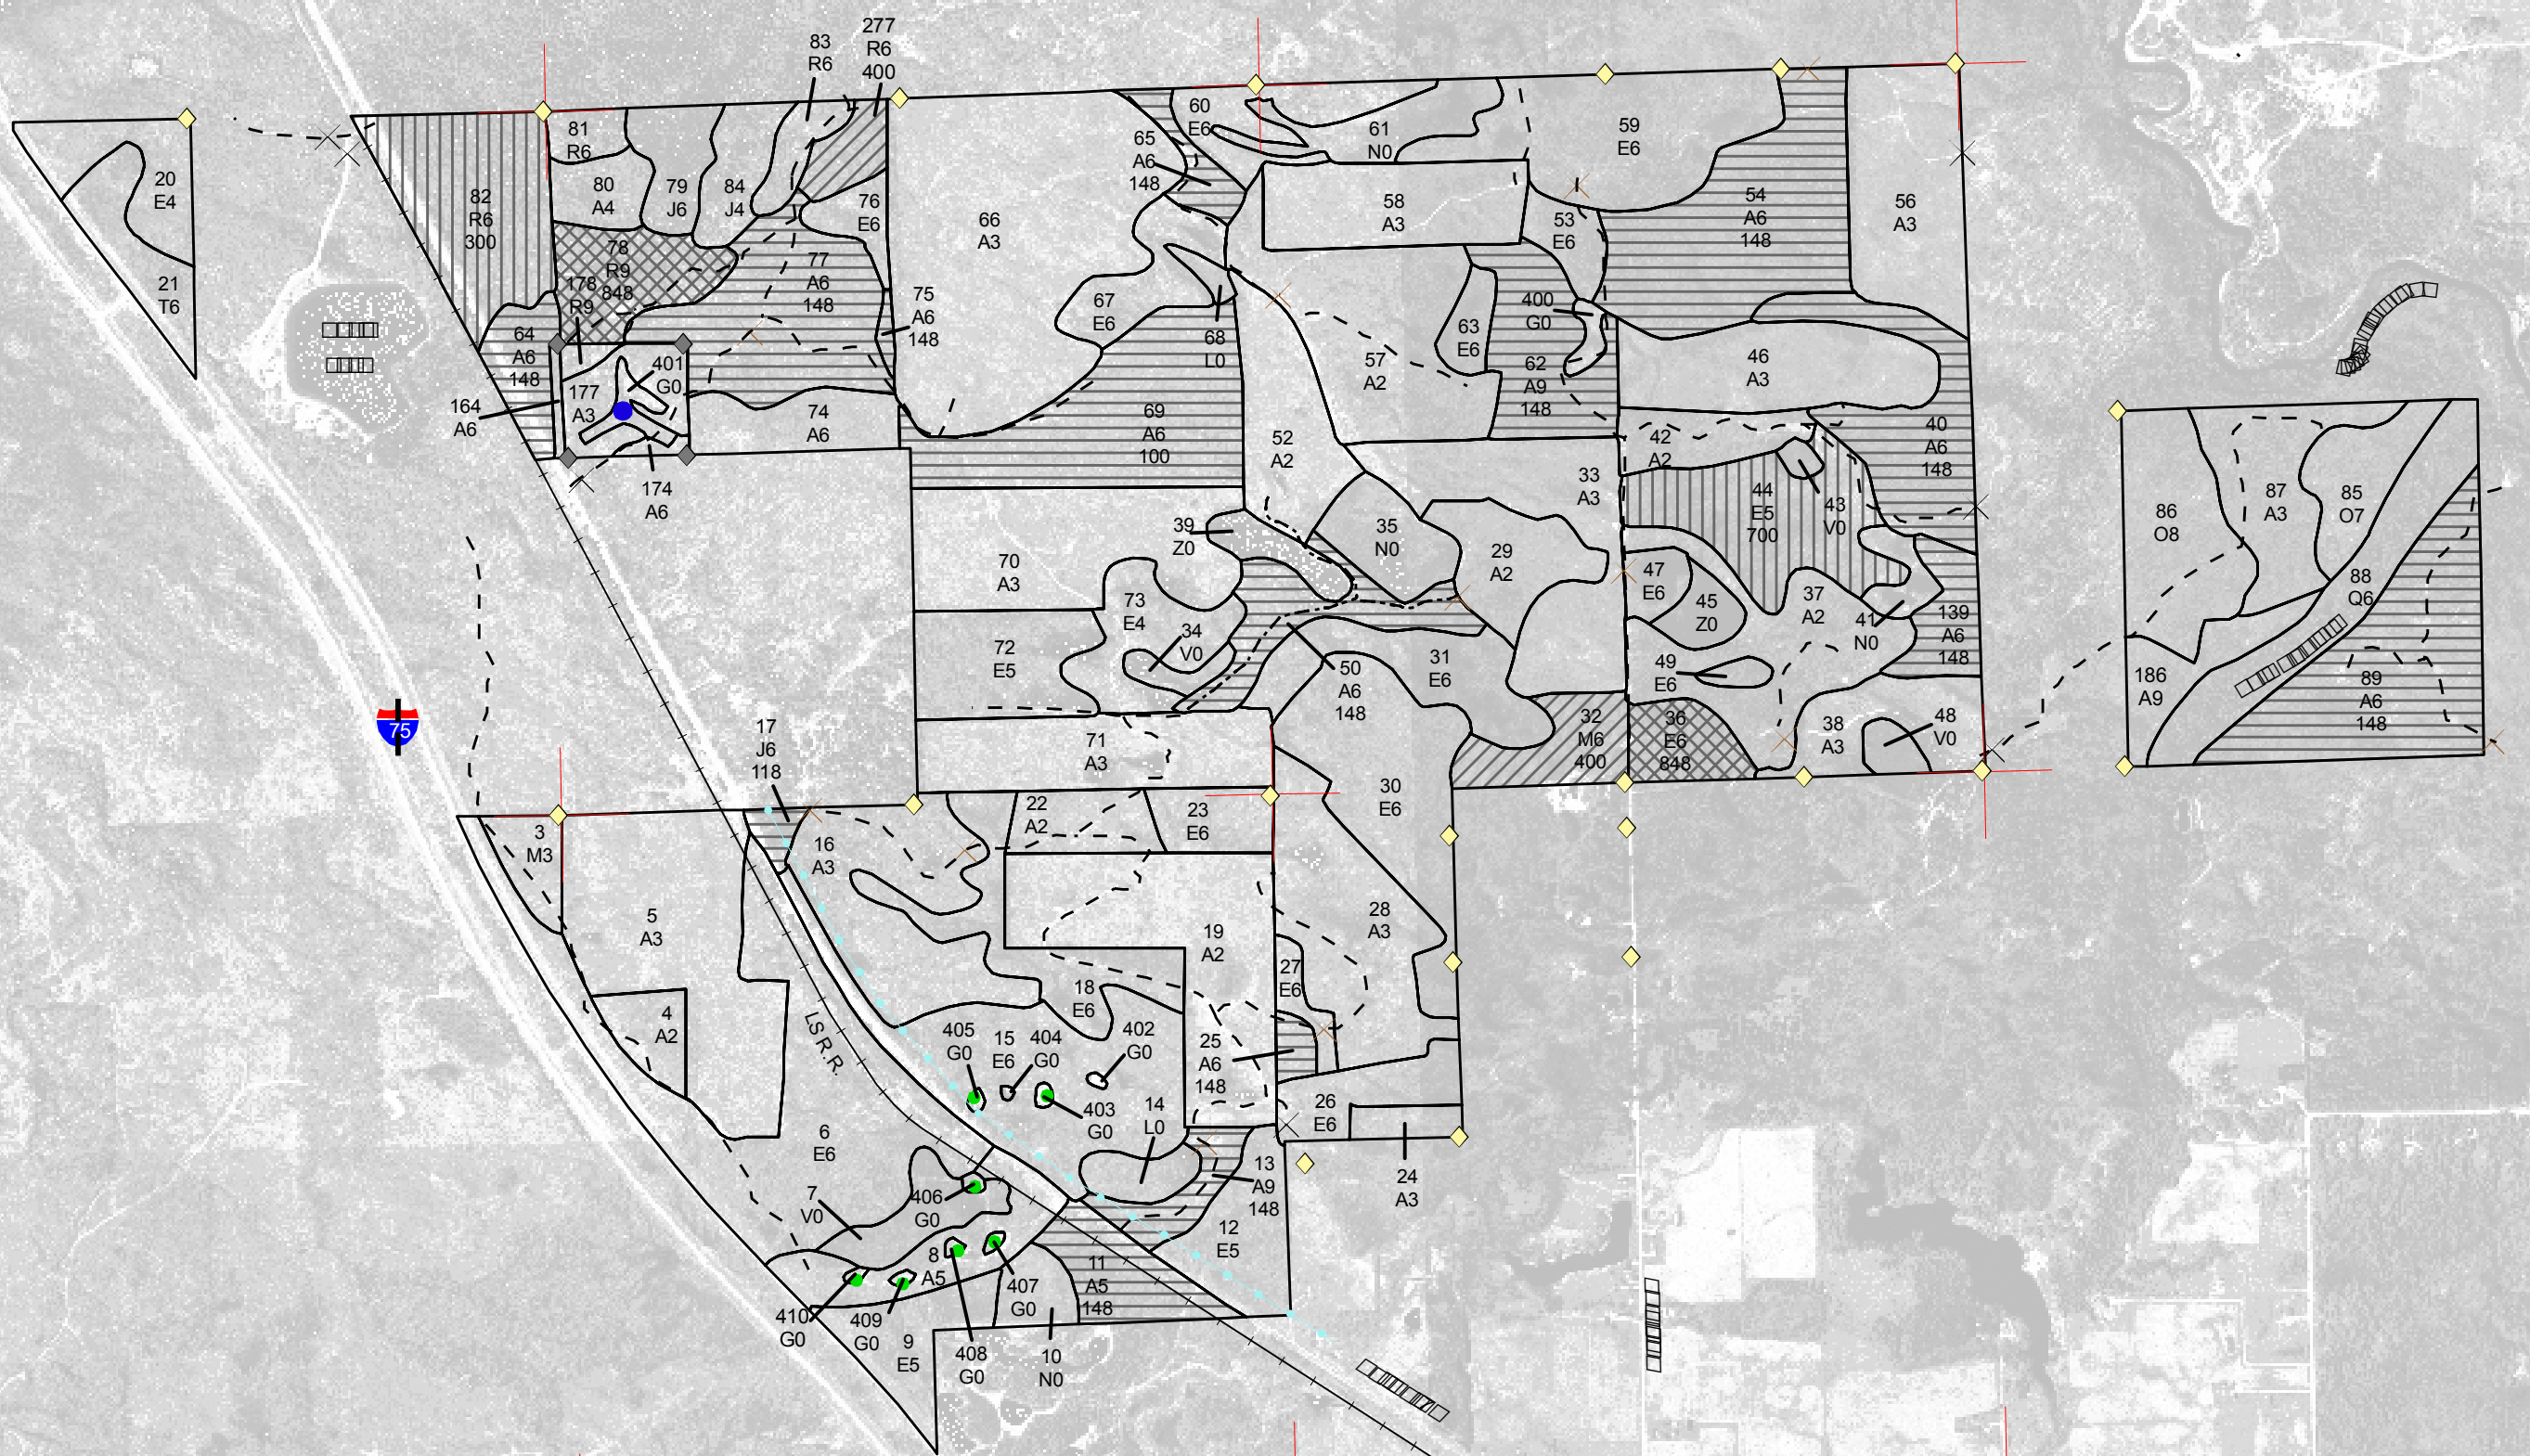 277
R6
400
83
R6
81
R6
60
E6
61
N0
59
E6
65
A6
148
20
E4
82
R6
300
80
A4
79
J6
84
J4
76
E6
66
A3
58
A3
53
E6
54
A6
148
56
A3
21
T6
78
R9
848
178
R9
77
A6
148
75
A6
148
67
E6
68
L0
400
G0
63
E6
64
A6
148
401
G0
177
A3
164
A6
74
A6
174
A6
69
A6
100
57
A2
62
A9
148
46
A3
52
A2
42
A2
40
A6
148
33
A3
44
E5
700
43
V0
86
O8
87
A3
85
O7
39
Z0
35
N0
29
A2
70
A3
73
E4
34
V0
72
E5
47
E6
45
Z0
37
A2
41
N0
139
A6
148
88
Q6
49
E6
50
A6
148
31
E6
186
A9
89
A6
148
75
17
J6
118
71
A3
32
M6
400
36
E6
848
38
A3
48
V0
30
E6
3
M3
16
A3
22
A2
23
E6
5
A3
19
A2
28
A3
27
E6
4
A2
18
E6
LSR.R.
405
G0
15
E6
404
G0
402
G0
25
A6
148
403
G0
14
L0
26
E6
6
E6
24
A3
13
A9
148
7
V0
406
G0
12
E5
8
A5
11
A5
148
407
G0
410
G0
409
G0
9
E5
408
G0
10
N0